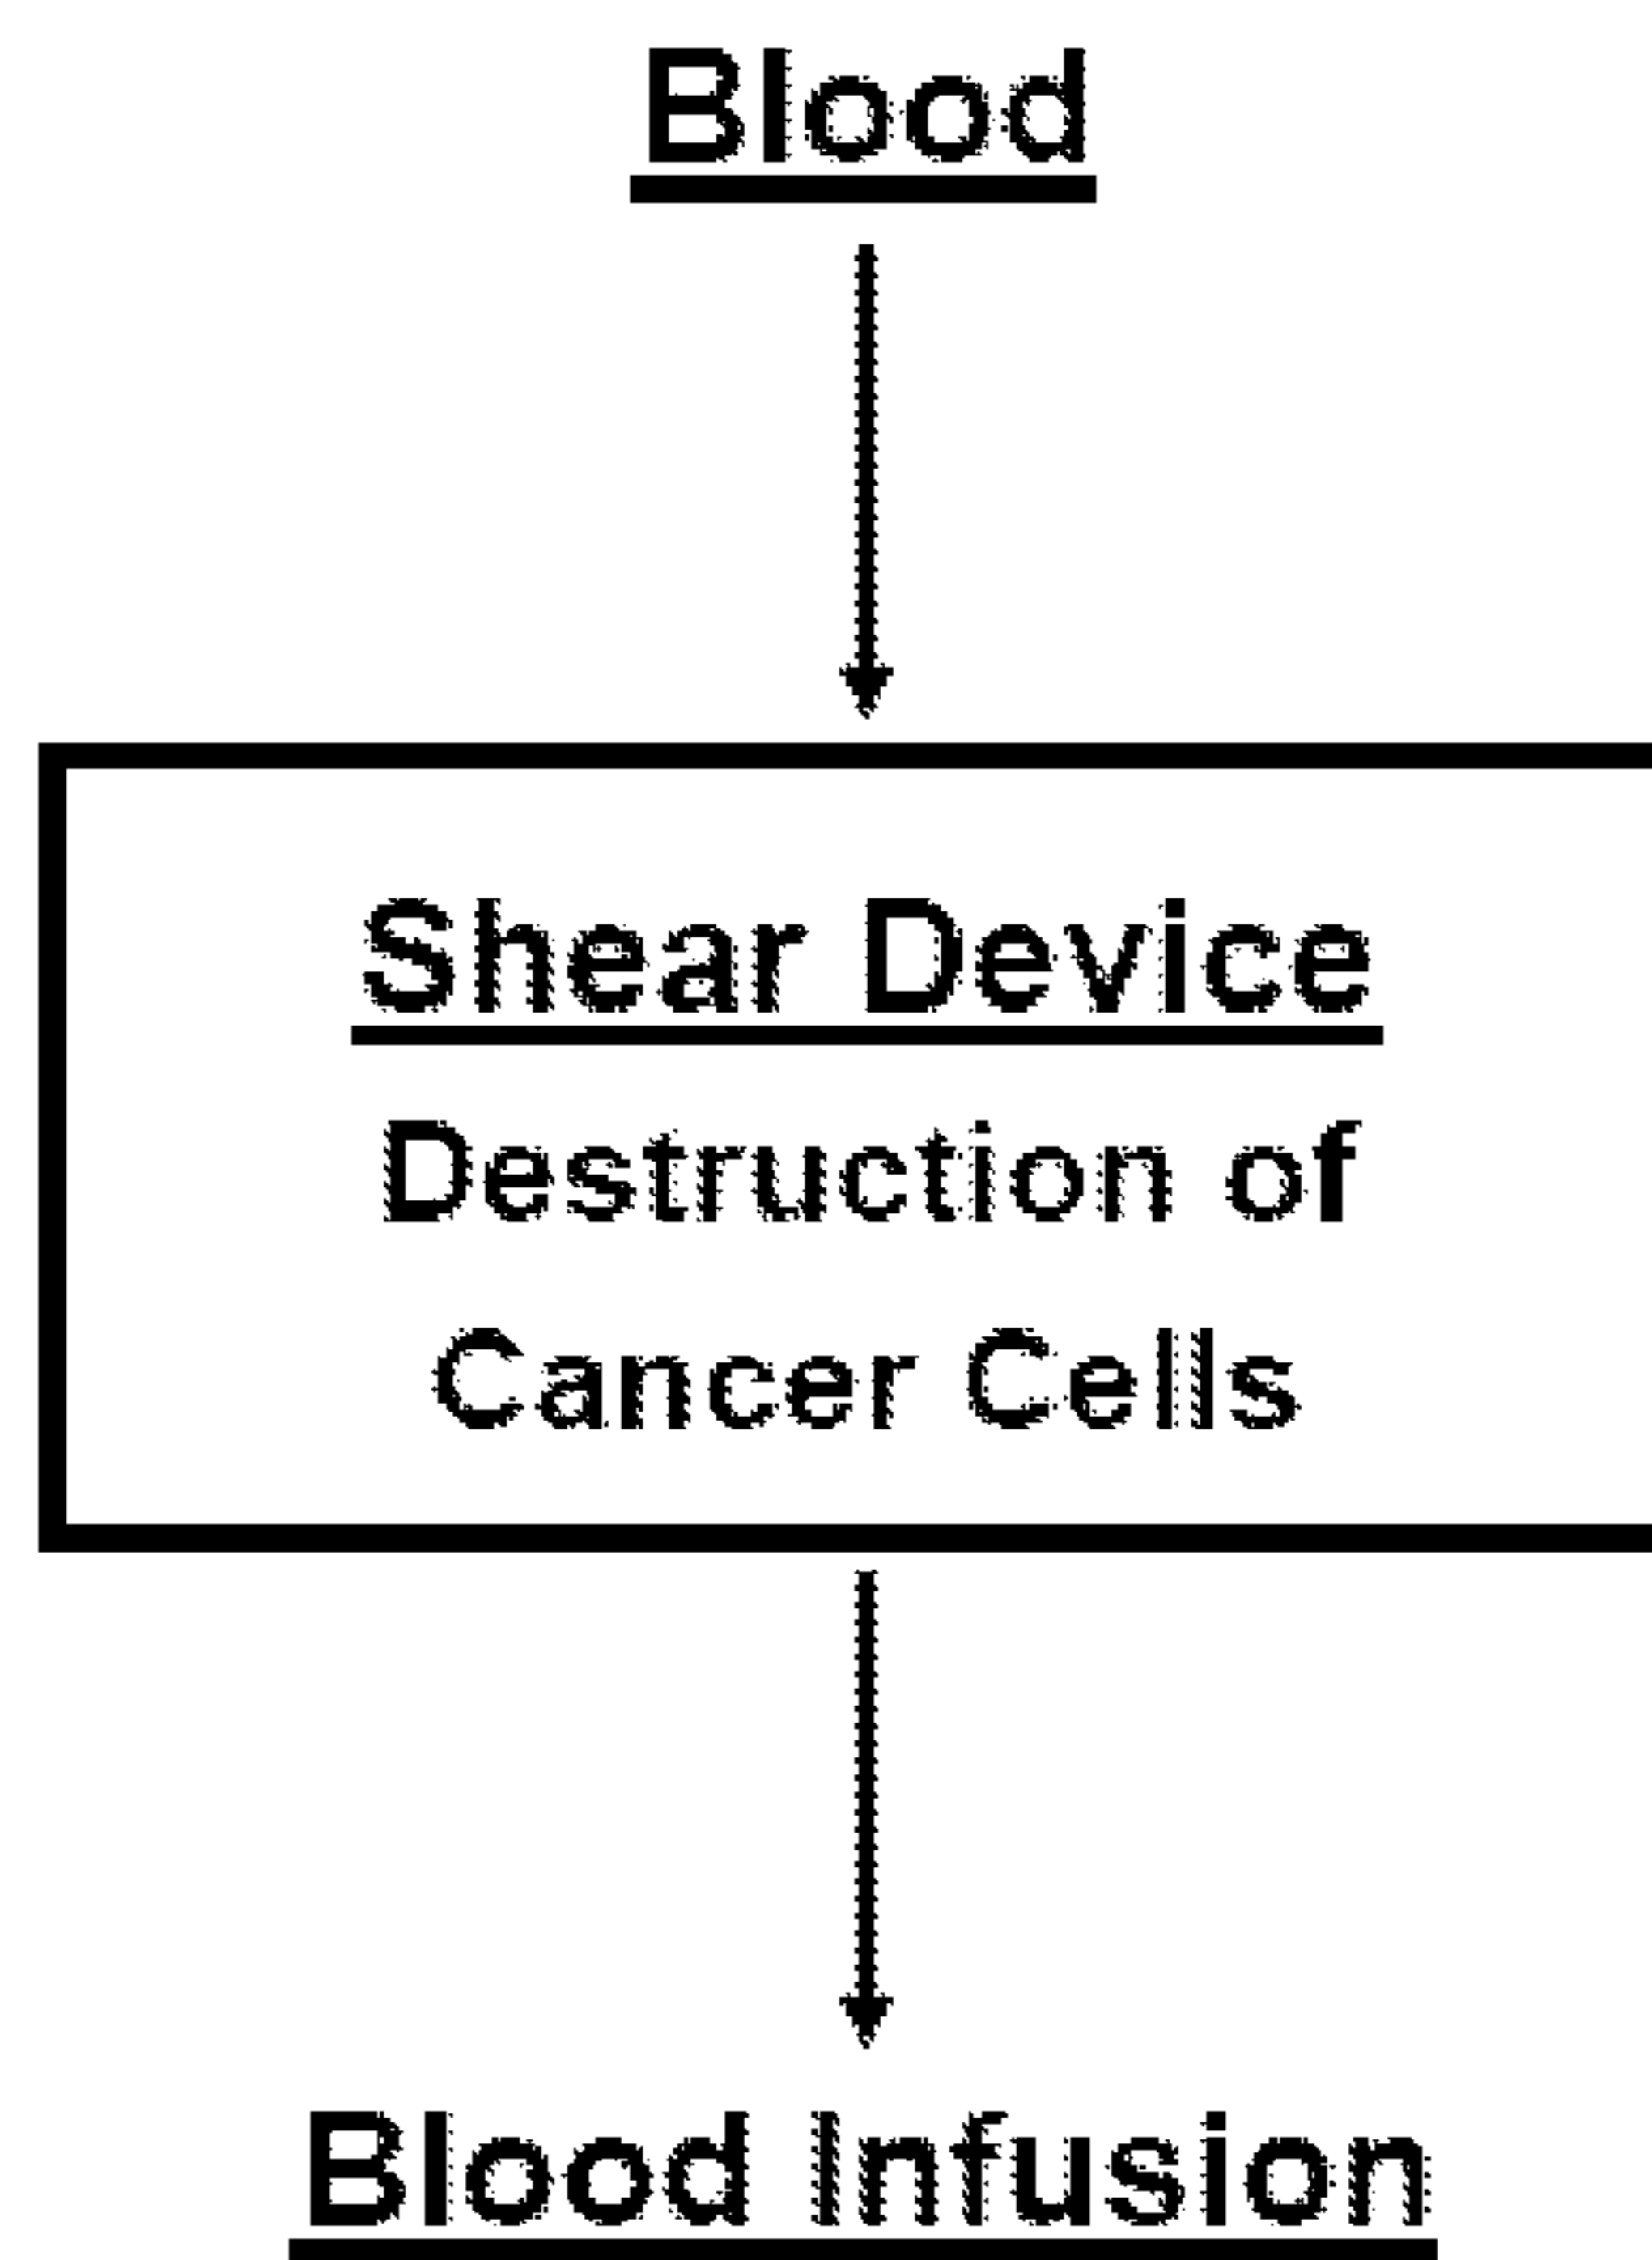 Blood
Shear Device
Destruction of
Cancer Cells
Blood Infusion